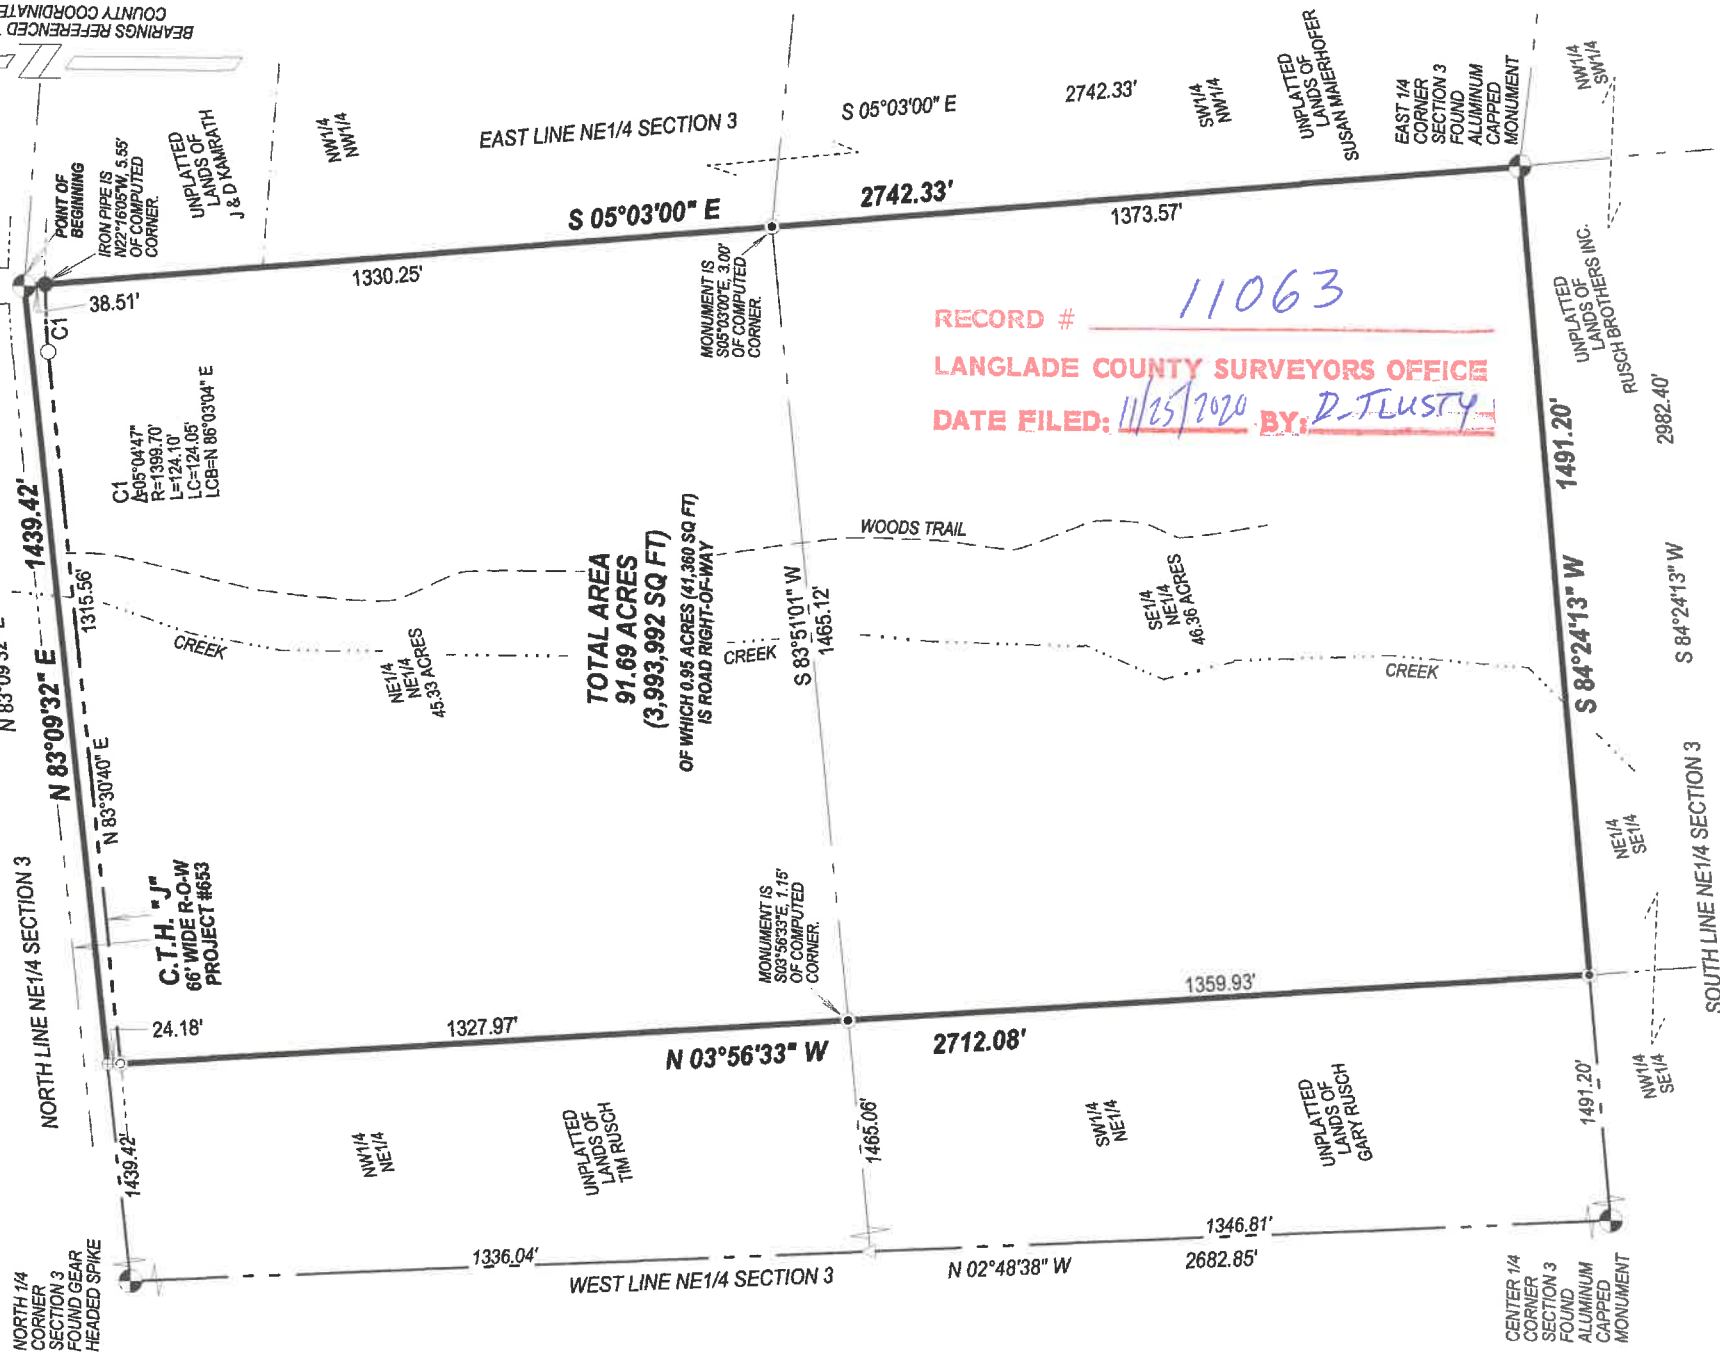 BEARINGS REFERENCED
COUNTY COORDINATE
N 83°09'32" E
NORTH LINE NE1/4 SECTION 3
N 83°09'32" E
1439.42'
POINT OF
BEGINNING
IRON PIPE IS
N22°16'05"W, 5.55'
OF COMPUTED
CORNER.
UNPLATTED
LANDS OF
J & D KAMRATH
NW1/4
NW1/4
EAST LINE NE1/4 SECTION 3
S 05°03'00" E
2742.33'
SW1/4
NW1/4
UNPLATTED
LANDS OF
SUSAN MAIERHOFER
EAST 1/4
CORNER
SECTION 3
FOUND
ALUMINUM
CAPPED
MONUMENT
NW1/4
SW1/4
38.51'
C1
1330.25'
S 05°03'00" E
2742.33'
1373.57'
MONUMENT IS
S05°03'00"E, 3.00'
OF COMPUTED
CORNER.
C1
Δ=05°04'47"
R=1399.70'
L=124.10'
LC=124.05'
LCB=N 86°03'04" E
RECORD # 11063
LANGLADE COUNTY SURVEYORS OFFICE
DATE FILED: 11/25/2020 BY: D-TLUSTY
1315.56'
N 83°30'40" E
CREEK
NE1/4
NE1/4
45.33 ACRES
TOTAL AREA
91.69 ACRES
(3,993,992 SQ FT)
OF WHICH 0.95 ACRES (41,360 SQ FT)
IS ROAD RIGHT-OF-WAY
CREEK
WOODS TRAIL
S 83°51'01" W
1465.12'
SE1/4
NE1/4
46.36 ACRES
CREEK
1491.20'
S 84°24'13" W
UNPLATTED
LANDS OF
RUSCH BROTHERS INC.
2982.40'
S 84°24'13" W
SOUTH LINE NE1/4 SECTION 3
NE1/4
SE1/4
NW1/4
SE1/4
C.T.H. "J"
66' WIDE R-O-W
PROJECT #653
24.18'
1327.97'
MONUMENT IS
S03°56'33"E, 1.15'
OF COMPUTED
CORNER.
N 03°56'33" W
2712.08'
1359.93'
1439.42'
NW1/4
NE1/4
UNPLATTED
LANDS OF
TIM RUSCH
1465.06'
SW1/4
NE1/4
UNPLATTED
LANDS OF
GARY RUSCH
1491.20'
NORTH 1/4
CORNER
SECTION 3
FOUND GEAR
HEADED SPIKE
1336.04'
WEST LINE NE1/4 SECTION 3
N 02°48'38" W
1346.81'
2682.85'
CENTER 1/4
CORNER
SECTION 3
FOUND
ALUMINUM
CAPPED
MONUMENT